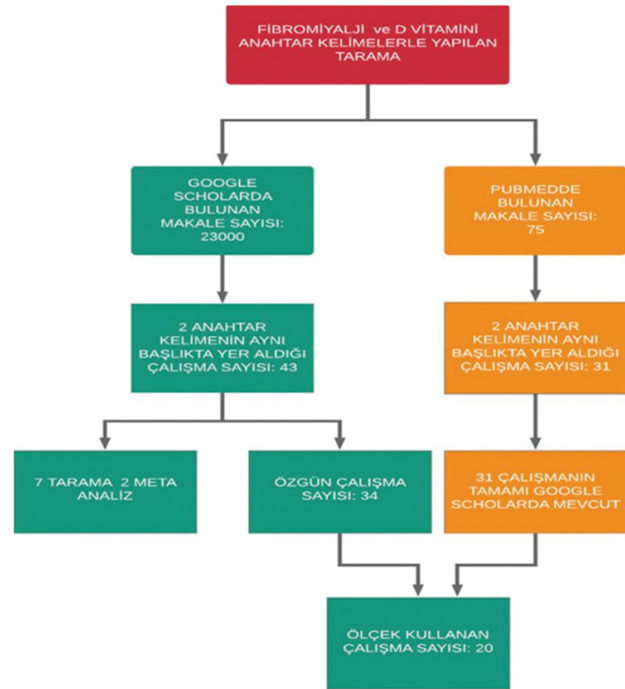 FİBROMİYALJİ ve D VİTAMİNİ
ANAHTAR KELİMELERLE YAPILAN
TARAMA
GOOGLE
SCHOLARDA
BULUNAN
MAKALE SAYISI:
23000
PUBMEDDE
BULUNAN
MAKALE SAYISI:
75
2 ANAHTAR
KELİMENİN AYNI
BAŞLIKTA YER ALDIĞI
ÇALIŞMA SAYISI: 43
2 ANAHTAR
KELİMENİN AYNI
BAŞLIKTA YER ALDIĞI
ÇALIŞMA SAYISI: 31
7 TARAMA 2 META
ANALİZ
ÖZGÜN ÇALIŞMA
SAYISI: 34
31 ÇALIŞMANIN
TAMAMI GOOGLE
SCHOLARDA MEVCUT
ÖLÇEK KULLANAN
ÇALIŞMA SAYISI: 20